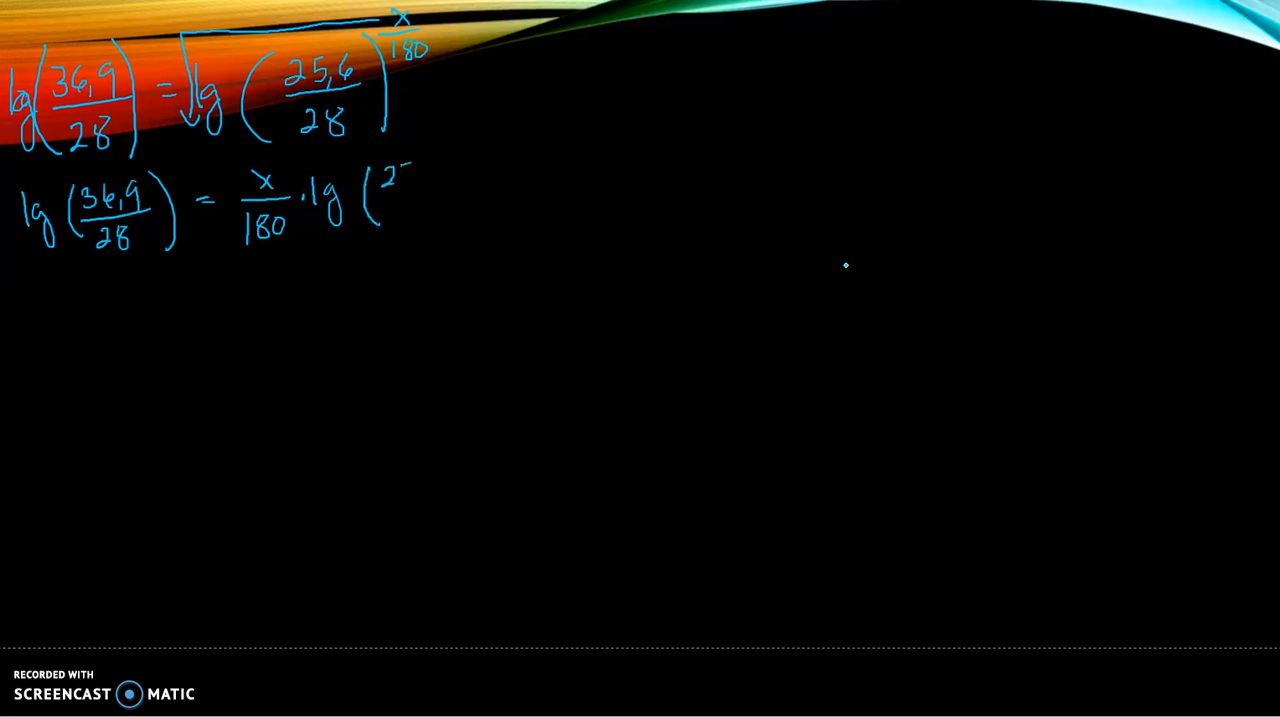 lg(36,9/28) = lg(25,6/28)^x/180
lg(36,9/28) = x/180 · lg(2
RECORDED WITH
SCREENCAST MATIC